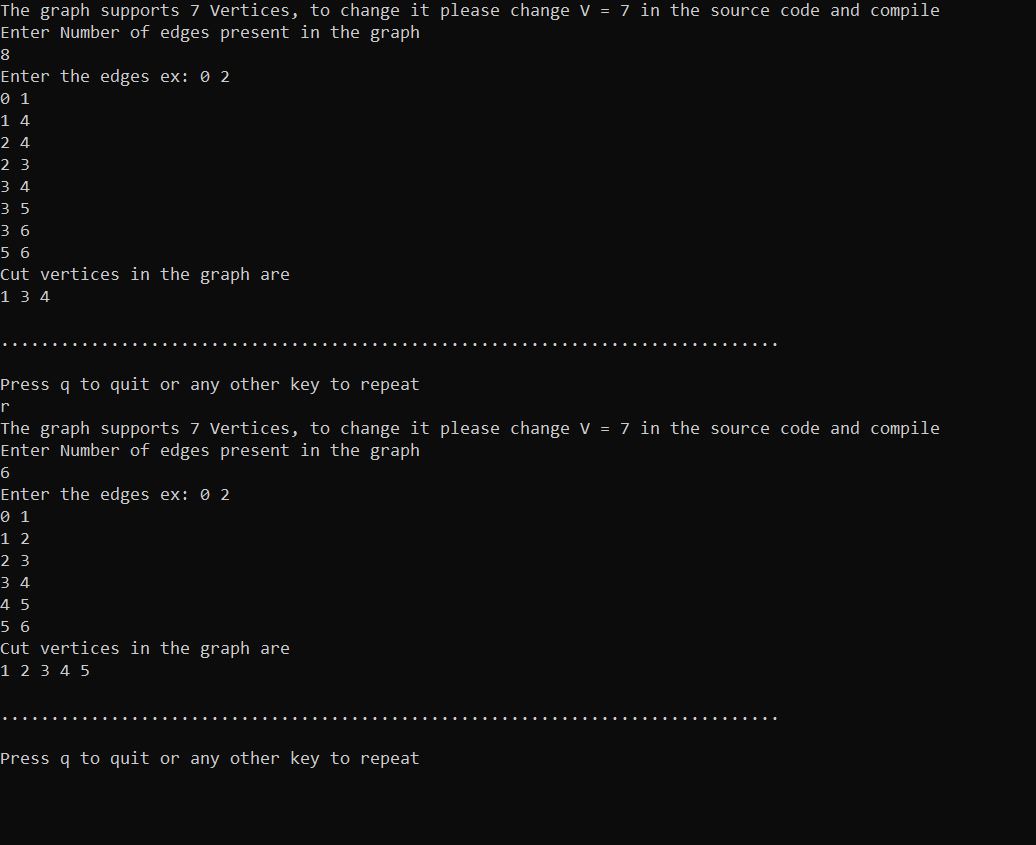 The graph supports 7 Vertices, to change it please change V = 7 in the source code and compile
Enter Number of edges present in the graph
8
Enter the edges ex: 0 2
0 1
1 4
2 4
2 3
3 4
3 5
3 6
5 6
Cut vertices in the graph are
1 3 4
..............................................................................
Press q to quit or any other key to repeat
r
The graph supports 7 Vertices, to change it please change V = 7 in the source code and compile
Enter Number of edges present in the graph
6
Enter the edges ex: 0 2
0 1
1 2
2 3
3 4
4 5
5 6
Cut vertices in the graph are
1 2 3 4 5
..............................................................................
Press q to quit or any other key to repeat